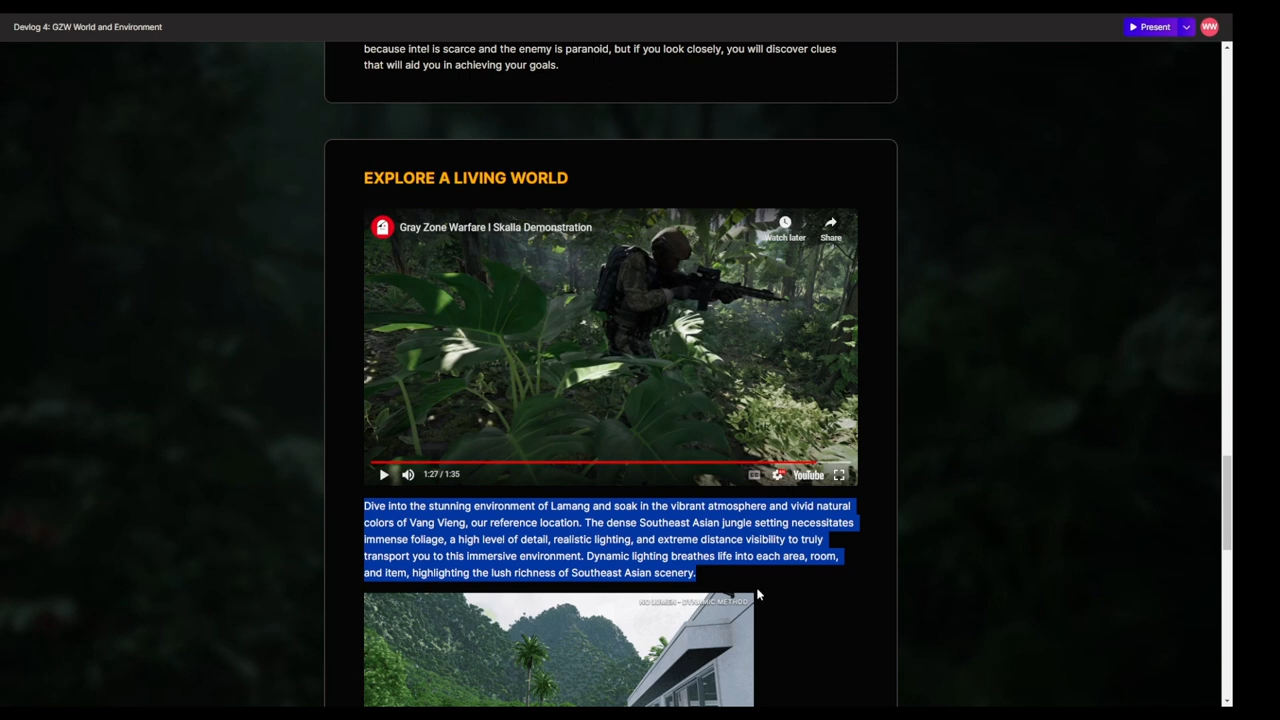 Devlog 4: GZW World and Environment
Present
WW
because intel is scarce and the enemy is paranoid, but if you look closely, you will discover clues
that will aid you in achieving your goals.
EXPLORE A LIVING WORLD
Gray Zone Warfare I Skalla Demonstration
Watch later
Share
1:27 / 1:35
CC
YouTube
Dive into the stunning environment of Lamang and soak in the vibrant atmosphere and vivid natural
colors of Vang Vieng, our reference location. The dense Southeast Asian jungle setting necessitates
immense foliage, a high level of detail, realistic lighting, and extreme distance visibility to truly
transport you to this immersive environment. Dynamic lighting breathes life into each area, room,
and item, highlighting the lush richness of Southeast Asian scenery.
NO LUMEN - DYNAMIC METHOD